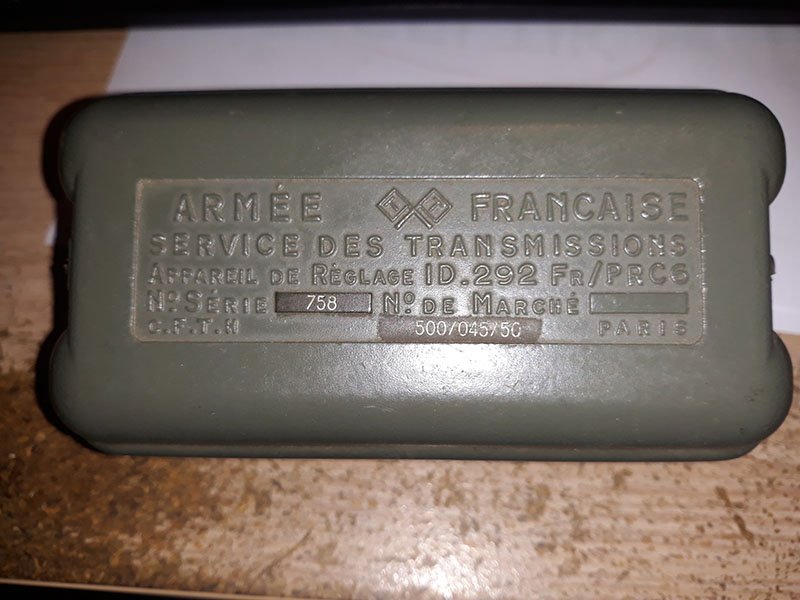 ARMÉE FRANCAISE
SERVICE DES TRANSMISSIONS
APPAREIL DE RÉGLAGE ID.292 FR/PRC6
No. SÉRIE 758 No. DE MARCHÉ
C.F.T.H 500/045/50 PARIS